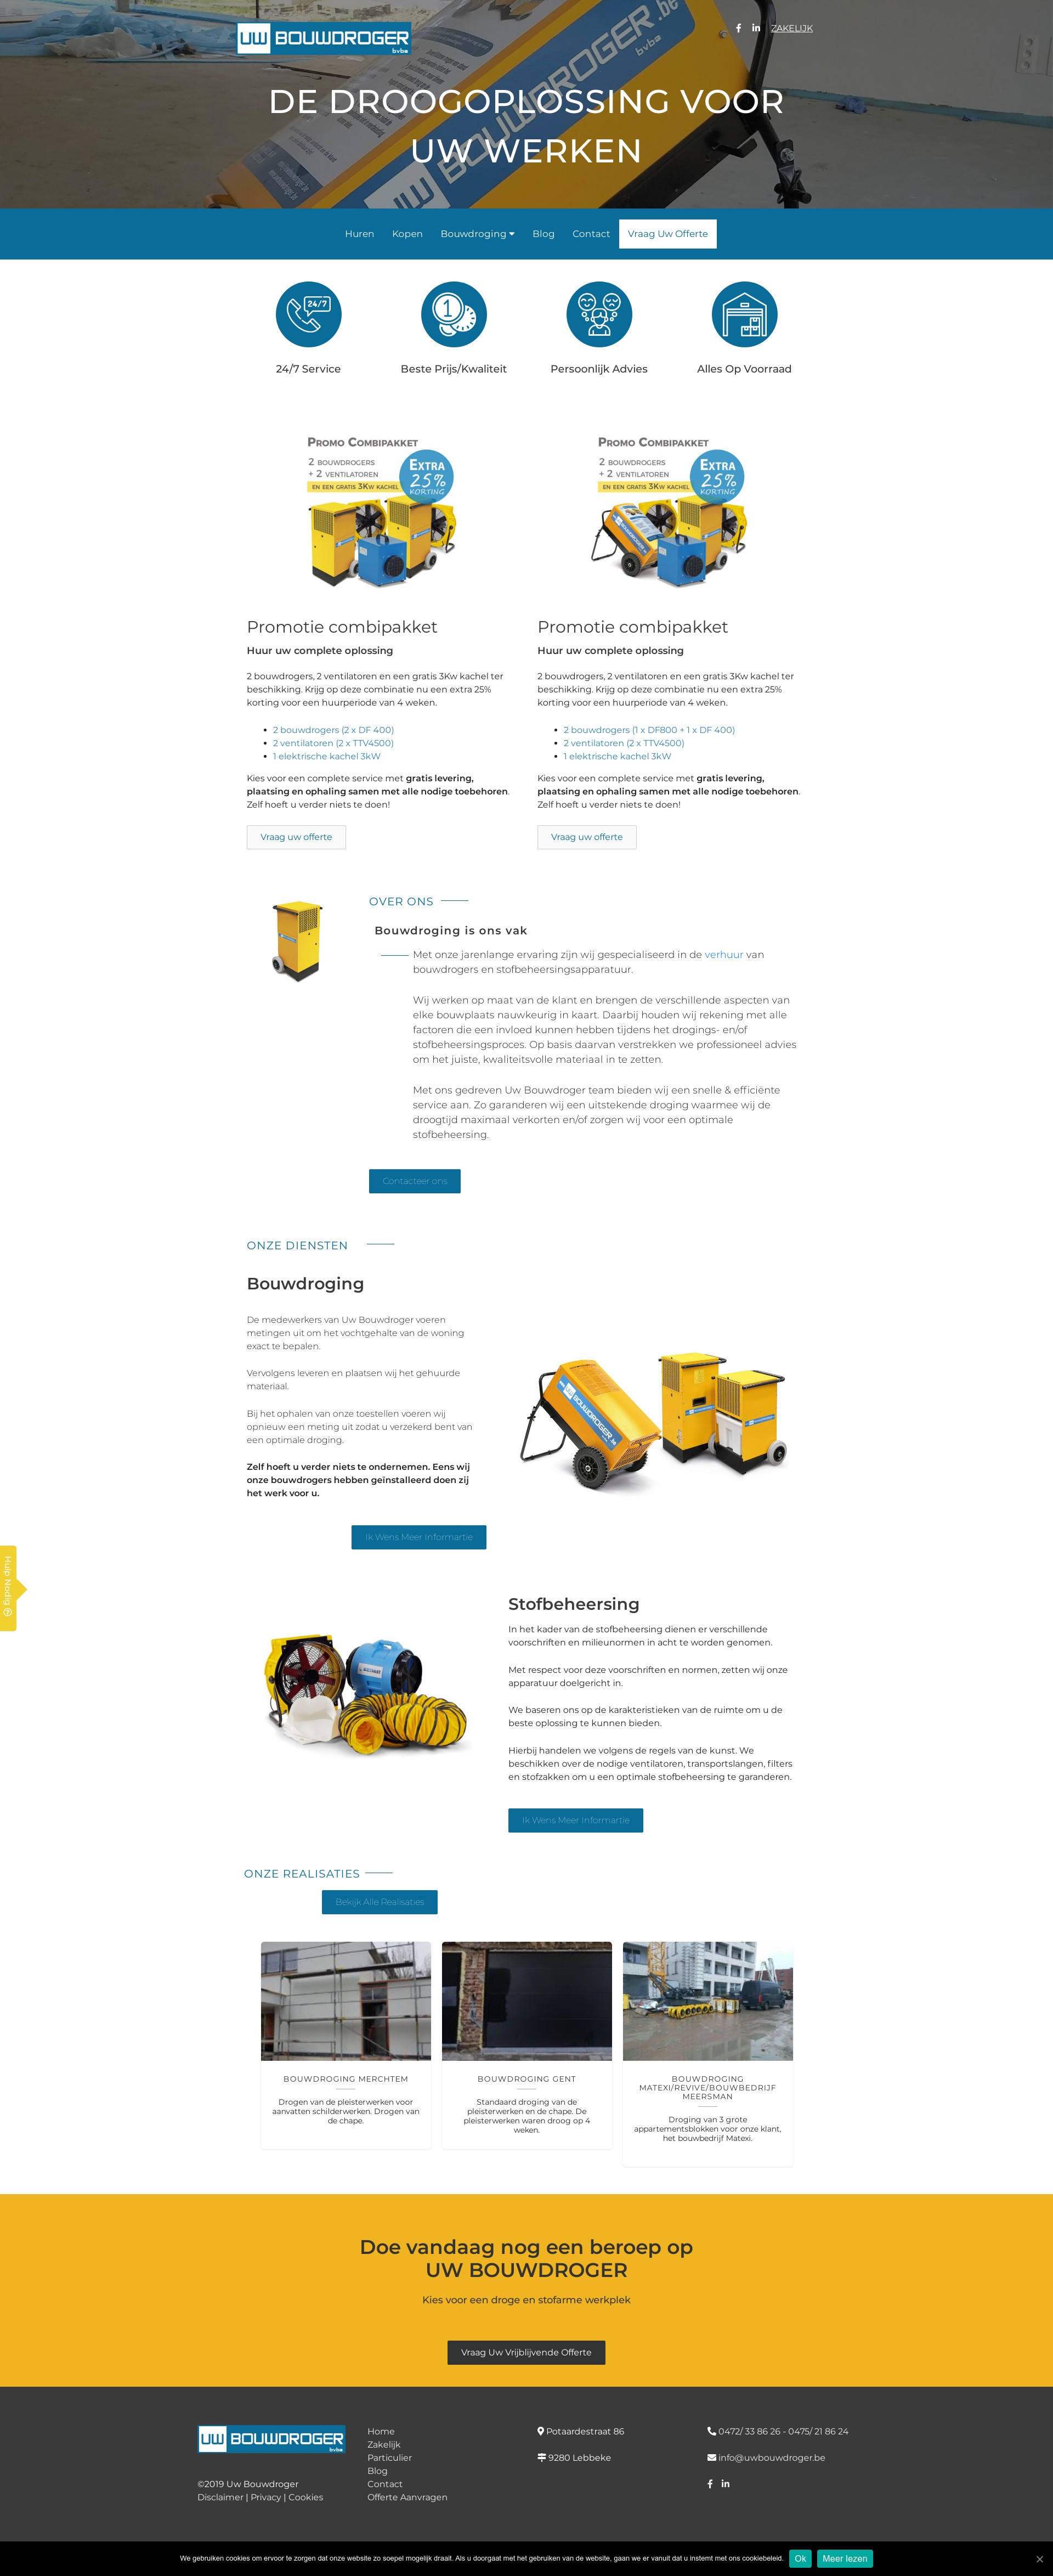 UW BOUWDROGER
bvba
ZAKELIJK
DE DROOGOPLOSSING VOOR
UW WERKEN
Huren
Kopen
Bouwdroging
Blog
Contact
Vraag Uw Offerte
24/7
24/7 Service
Beste Prijs/Kwaliteit
Persoonlijk Advies
Alles Op Voorraad
PROMO COMBIPAKKET
2 BOUWDROGERS
+ 2 VENTILATOREN
EN EEN GRATIS 3KW KACHEL
EXTRA
25%
KORTING
Promotie combipakket
Huur uw complete oplossing
2 bouwdrogers, 2 ventilatoren en een gratis 3Kw kachel ter
beschikking. Krijg op deze combinatie nu een extra 25%
korting voor een huurperiode van 4 weken.
2 bouwdrogers (2 x DF 400)
2 ventilatoren (2 x TTV4500)
1 elektrische kachel 3kW
Kies voor een complete service met gratis levering,
plaatsing en ophaling samen met alle nodige toebehoren.
Zelf hoeft u verder niets te doen!
Vraag uw offerte
PROMO COMBIPAKKET
2 BOUWDROGERS
+ 2 VENTILATOREN
EN EEN GRATIS 3KW KACHEL
EXTRA
25%
KORTING
Promotie combipakket
Huur uw complete oplossing
2 bouwdrogers, 2 ventilatoren en een gratis 3Kw kachel ter
beschikking. Krijg op deze combinatie nu een extra 25%
korting voor een huurperiode van 4 weken.
2 bouwdrogers (1 x DF800 + 1 x DF 400)
2 ventilatoren (2 x TTV4500)
1 elektrische kachel 3kW
Kies voor een complete service met gratis levering,
plaatsing en ophaling samen met alle nodige toebehoren.
Zelf hoeft u verder niets te doen!
Vraag uw offerte
OVER ONS
Bouwdroging is ons vak
Met onze jarenlange ervaring zijn wij gespecialiseerd in de verhuur van
bouwdrogers en stofbeheersingsapparatuur.
Wij werken op maat van de klant en brengen de verschillende aspecten van
elke bouwplaats nauwkeurig in kaart. Daarbij houden wij rekening met alle
factoren die een invloed kunnen hebben tijdens het drogings- en/of
stofbeheersingsproces. Op basis daarvan verstrekken we professioneel advies
om het juiste, kwaliteitsvolle materiaal in te zetten.
Met ons gedreven Uw Bouwdroger team bieden wij een snelle & efficiënte
service aan. Zo garanderen wij een uitstekende droging waarmee wij de
droogtijd maximaal verkorten en/of zorgen wij voor een optimale
stofbeheersing.
Contacteer ons
ONZE DIENSTEN
Bouwdroging
De medewerkers van Uw Bouwdroger voeren
metingen uit om het vochtgehalte van de woning
exact te bepalen.
Vervolgens leveren en plaatsen wij het gehuurde
materiaal.
Bij het ophalen van onze toestellen voeren wij
opnieuw een meting uit zodat u verzekerd bent van
een optimale droging.
Zelf hoeft u verder niets te ondernemen. Eens wij
onze bouwdrogers hebben geïnstalleerd doen zij
het werk voor u.
Ik Wens Meer Informartie
Hulp Nodig
Stofbeheersing
In het kader van de stofbeheersing dienen er verschillende
voorschriften en milieunormen in acht te worden genomen.
Met respect voor deze voorschriften en normen, zetten wij onze
apparatuur doelgericht in.
We baseren ons op de karakteristieken van de ruimte om u de
beste oplossing te kunnen bieden.
Hierbij handelen we volgens de regels van de kunst. We
beschikken over de nodige ventilatoren, transportslangen, filters
en stofzakken om u een optimale stofbeheersing te garanderen.
Ik Wens Meer Informartie
ONZE REALISATIES
Bekijk Alle Realisaties
BOUWDROGING MERCHTEM
Drogen van de pleisterwerken voor
aanvatten schilderwerken. Drogen van
de chape.
BOUWDROGING GENT
Standaard droging van de
pleisterwerken en de chape. De
pleisterwerken waren droog op 4
weken.
BOUWDROGING
MATEXI/REVIVE/BOUWBEDRIJF
MEERSMAN
Droging van 3 grote
appartementsblokken voor onze klant,
het bouwbedrijf Matexi.
Doe vandaag nog een beroep op
UW BOUWDROGER
Kies voor een droge en stofarme werkplek
Vraag Uw Vrijblijvende Offerte
UW BOUWDROGER
bvba
©2019 Uw Bouwdroger
Disclaimer | Privacy | Cookies
Home
Zakelijk
Particulier
Blog
Contact
Offerte Aanvragen
Potaardestraat 86
9280 Lebbeke
0472/ 33 86 26 - 0475/ 21 86 24
info@uwbouwdroger.be
We gebruiken cookies om ervoor te zorgen dat onze website zo soepel mogelijk draait. Als u doorgaat met het gebruiken van de website, gaan we er vanuit dat u instemt met ons cookiebeleid.
Ok
Meer lezen